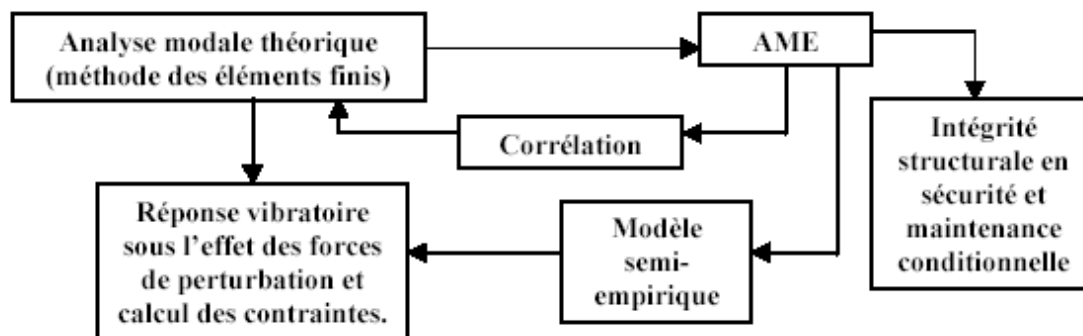 Analyse modale théorique
(méthode des éléments finis)
AME
Corrélation
Intégrité
structurale en
sécurité et
maintenance
conditionnelle
Réponse vibratoire
sous l'effet des forces
de perturbation et
calcul des contraintes.
Modèle
semi-
empirique